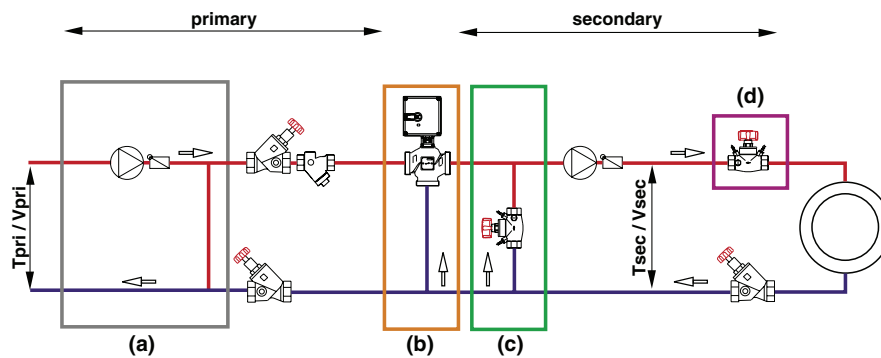 primary
secondary
(d)
Tpri / Vpri
Tsec / Vsec
(a)
(b)
(c)